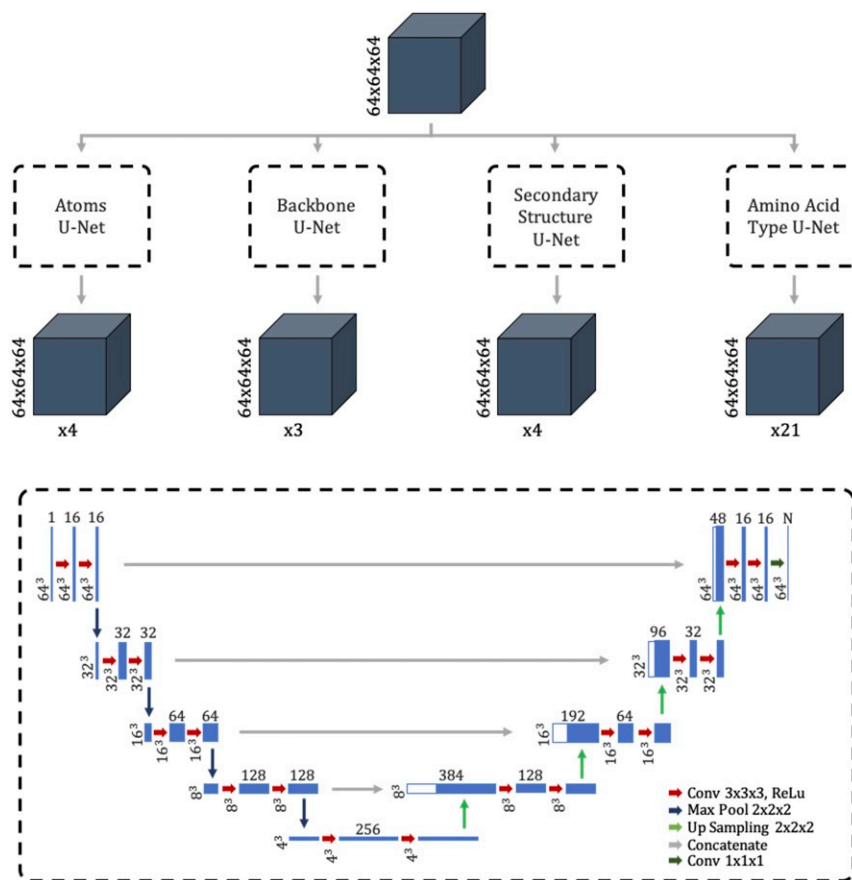 64x64x64
Atoms
U-Net
Backbone
U-Net
Secondary
Structure
U-Net
Amino Acid
Type U-Net
64x64x64
64x64x64
64x64x64
64x64x64
x4
x3
x4
x21
1 16 16
48 16 16 N
64³ 64³ 64³
64³ 64³ 64³ 64³
32 32
96 32
32³ 32³ 32³
32³ 32³ 32³
64 64
192 64
16³ 16³ 16³
16³ 16³ 16³
128 128
384 128
8³ 8³ 8³
8³ 8³ 8³
256
4³ 4³ 4³
Conv 3x3x3, ReLu
Max Pool 2x2x2
Up Sampling 2x2x2
Concatenate
Conv 1x1x1